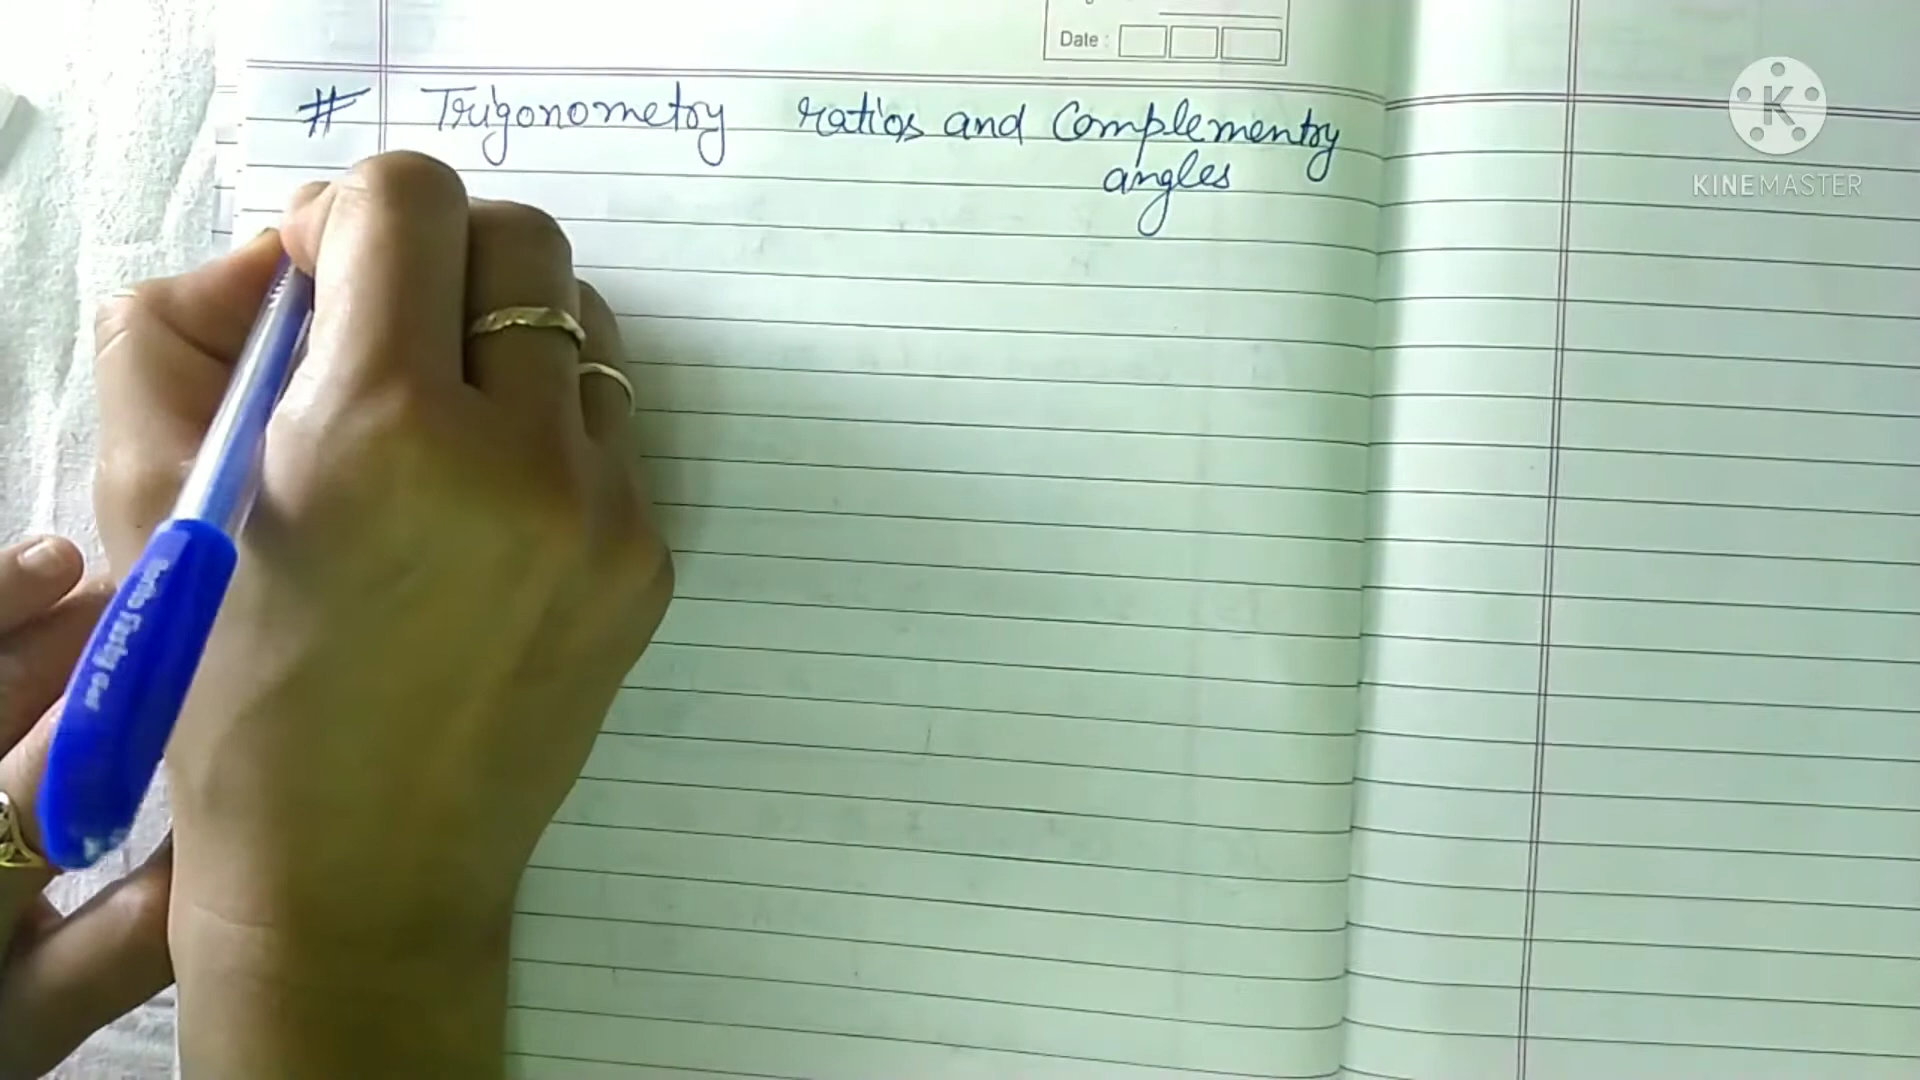 Date :
# Trigonometry ratios and Complementry
angles
K
KINEMASTER